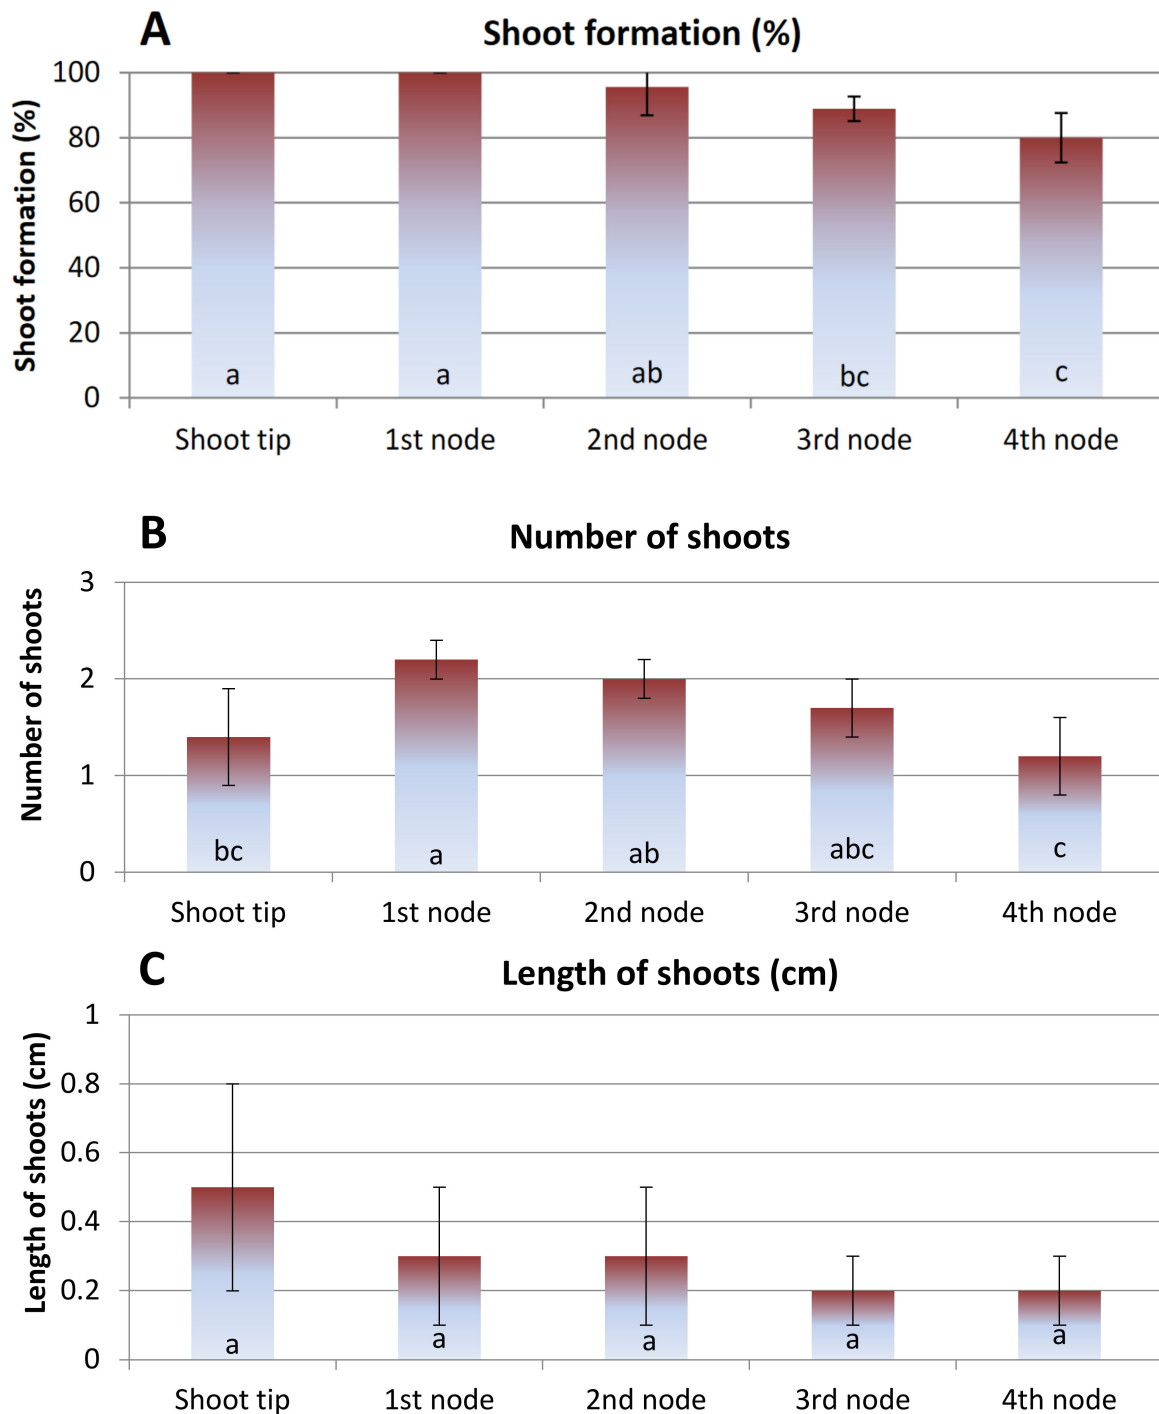 A
Shoot formation (%)
Shoot formation (%)
100
80
60
40
20
0
a
a
ab
bc
c
Shoot tip
1st node
2nd node
3rd node
4th node
B
Number of shoots
Number of shoots
3
2
1
0
bc
a
ab
abc
c
Shoot tip
1st node
2nd node
3rd node
4th node
C
Length of shoots (cm)
Length of shoots (cm)
1
0.8
0.6
0.4
0.2
0
a
a
a
a
a
Shoot tip
1st node
2nd node
3rd node
4th node